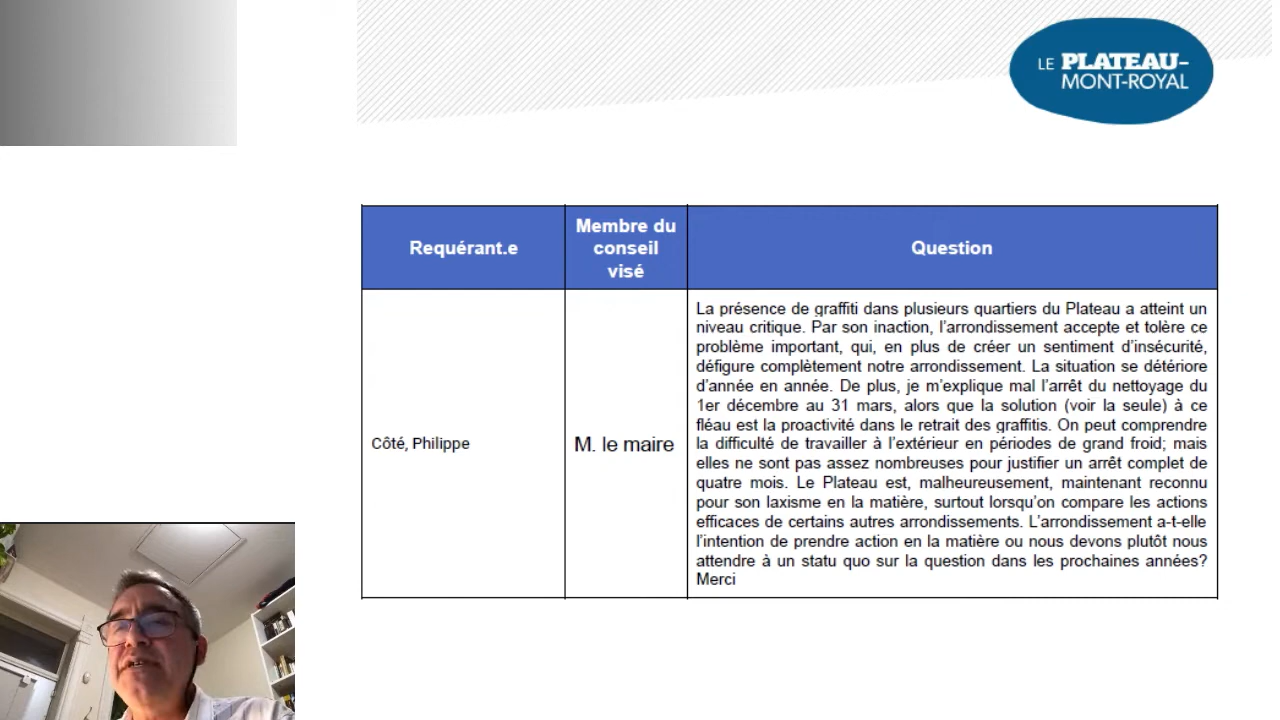 LE PLATEAU-
MONT-ROYAL
Requérant.e
Membre du
conseil
visé
Question
Côté, Philippe
M. le maire
La présence de graffiti dans plusieurs quartiers du Plateau a atteint un
niveau critique. Par son inaction, l’arrondissement accepte et tolère ce
problème important, qui, en plus de créer un sentiment d’insécurité,
défigure complètement notre arrondissement. La situation se détériore
d’année en année. De plus, je m’explique mal l’arrêt du nettoyage du
1er décembre au 31 mars, alors que la solution (voir la seule) à ce
fléau est la proactivité dans le retrait des graffitis. On peut comprendre
la difficulté de travailler à l’extérieur en périodes de grand froid; mais
elles ne sont pas assez nombreuses pour justifier un arrêt complet de
quatre mois. Le Plateau est, malheureusement, maintenant reconnu
pour son laxisme en la matière, surtout lorsqu’on compare les actions
efficaces de certains autres arrondissements. L’arrondissement a-t-elle
l’intention de prendre action en la matière ou nous devons plutôt nous
attendre à un statu quo sur la question dans les prochaines années?
Merci